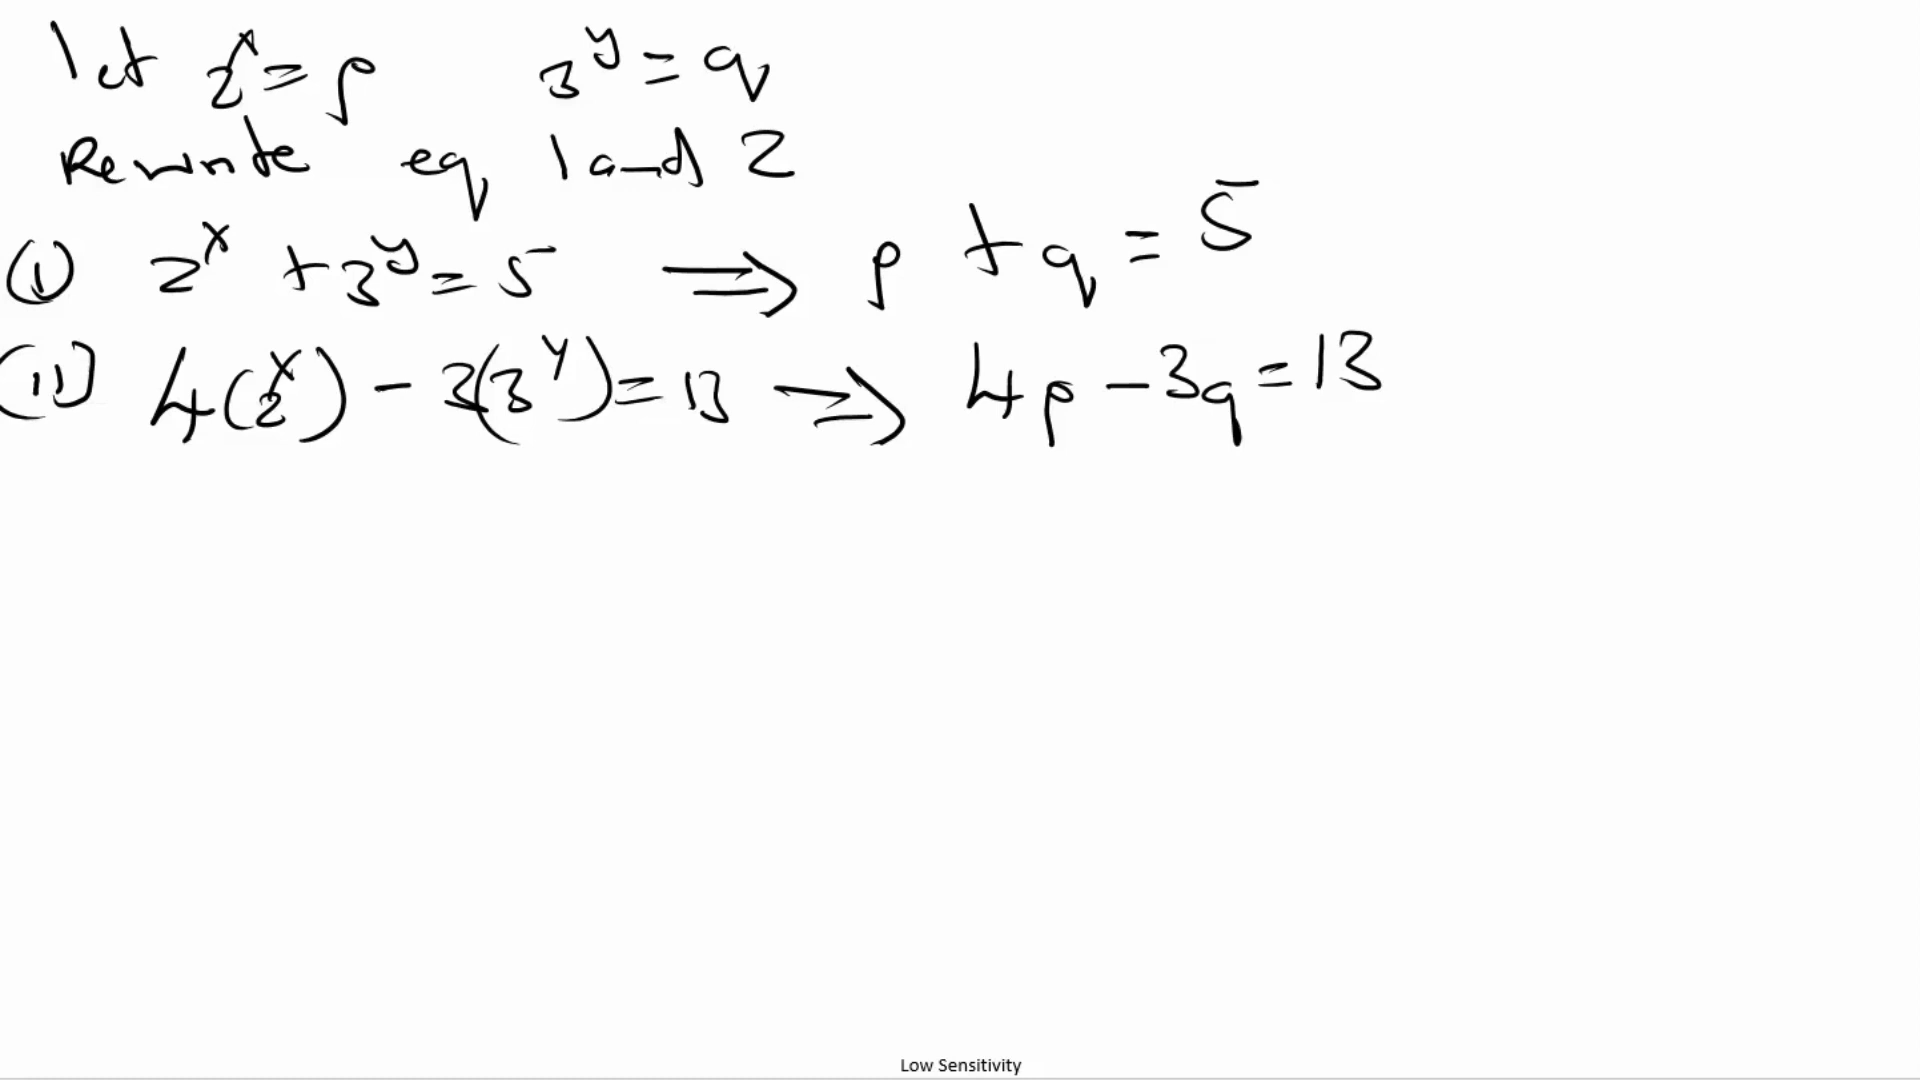 let 2^x = p 3^y = q
Rewrite eq 1 and 2
(1) 2^x + 3^y = 5 ⟹ p + q = 5
(11) 4(2^x) - 3(3^y) = 13 ⟹ 4p - 3q = 13
Low Sensitivity